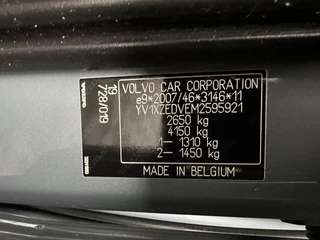 VOLVO CAR CORPORATION
e9*2007/46*3146*11
YV1XZEDVEM2595921
2650 kg
4150 kg
1– 1310 kg
2– 1450 kg
MADE IN BELGIUM
19
728/019